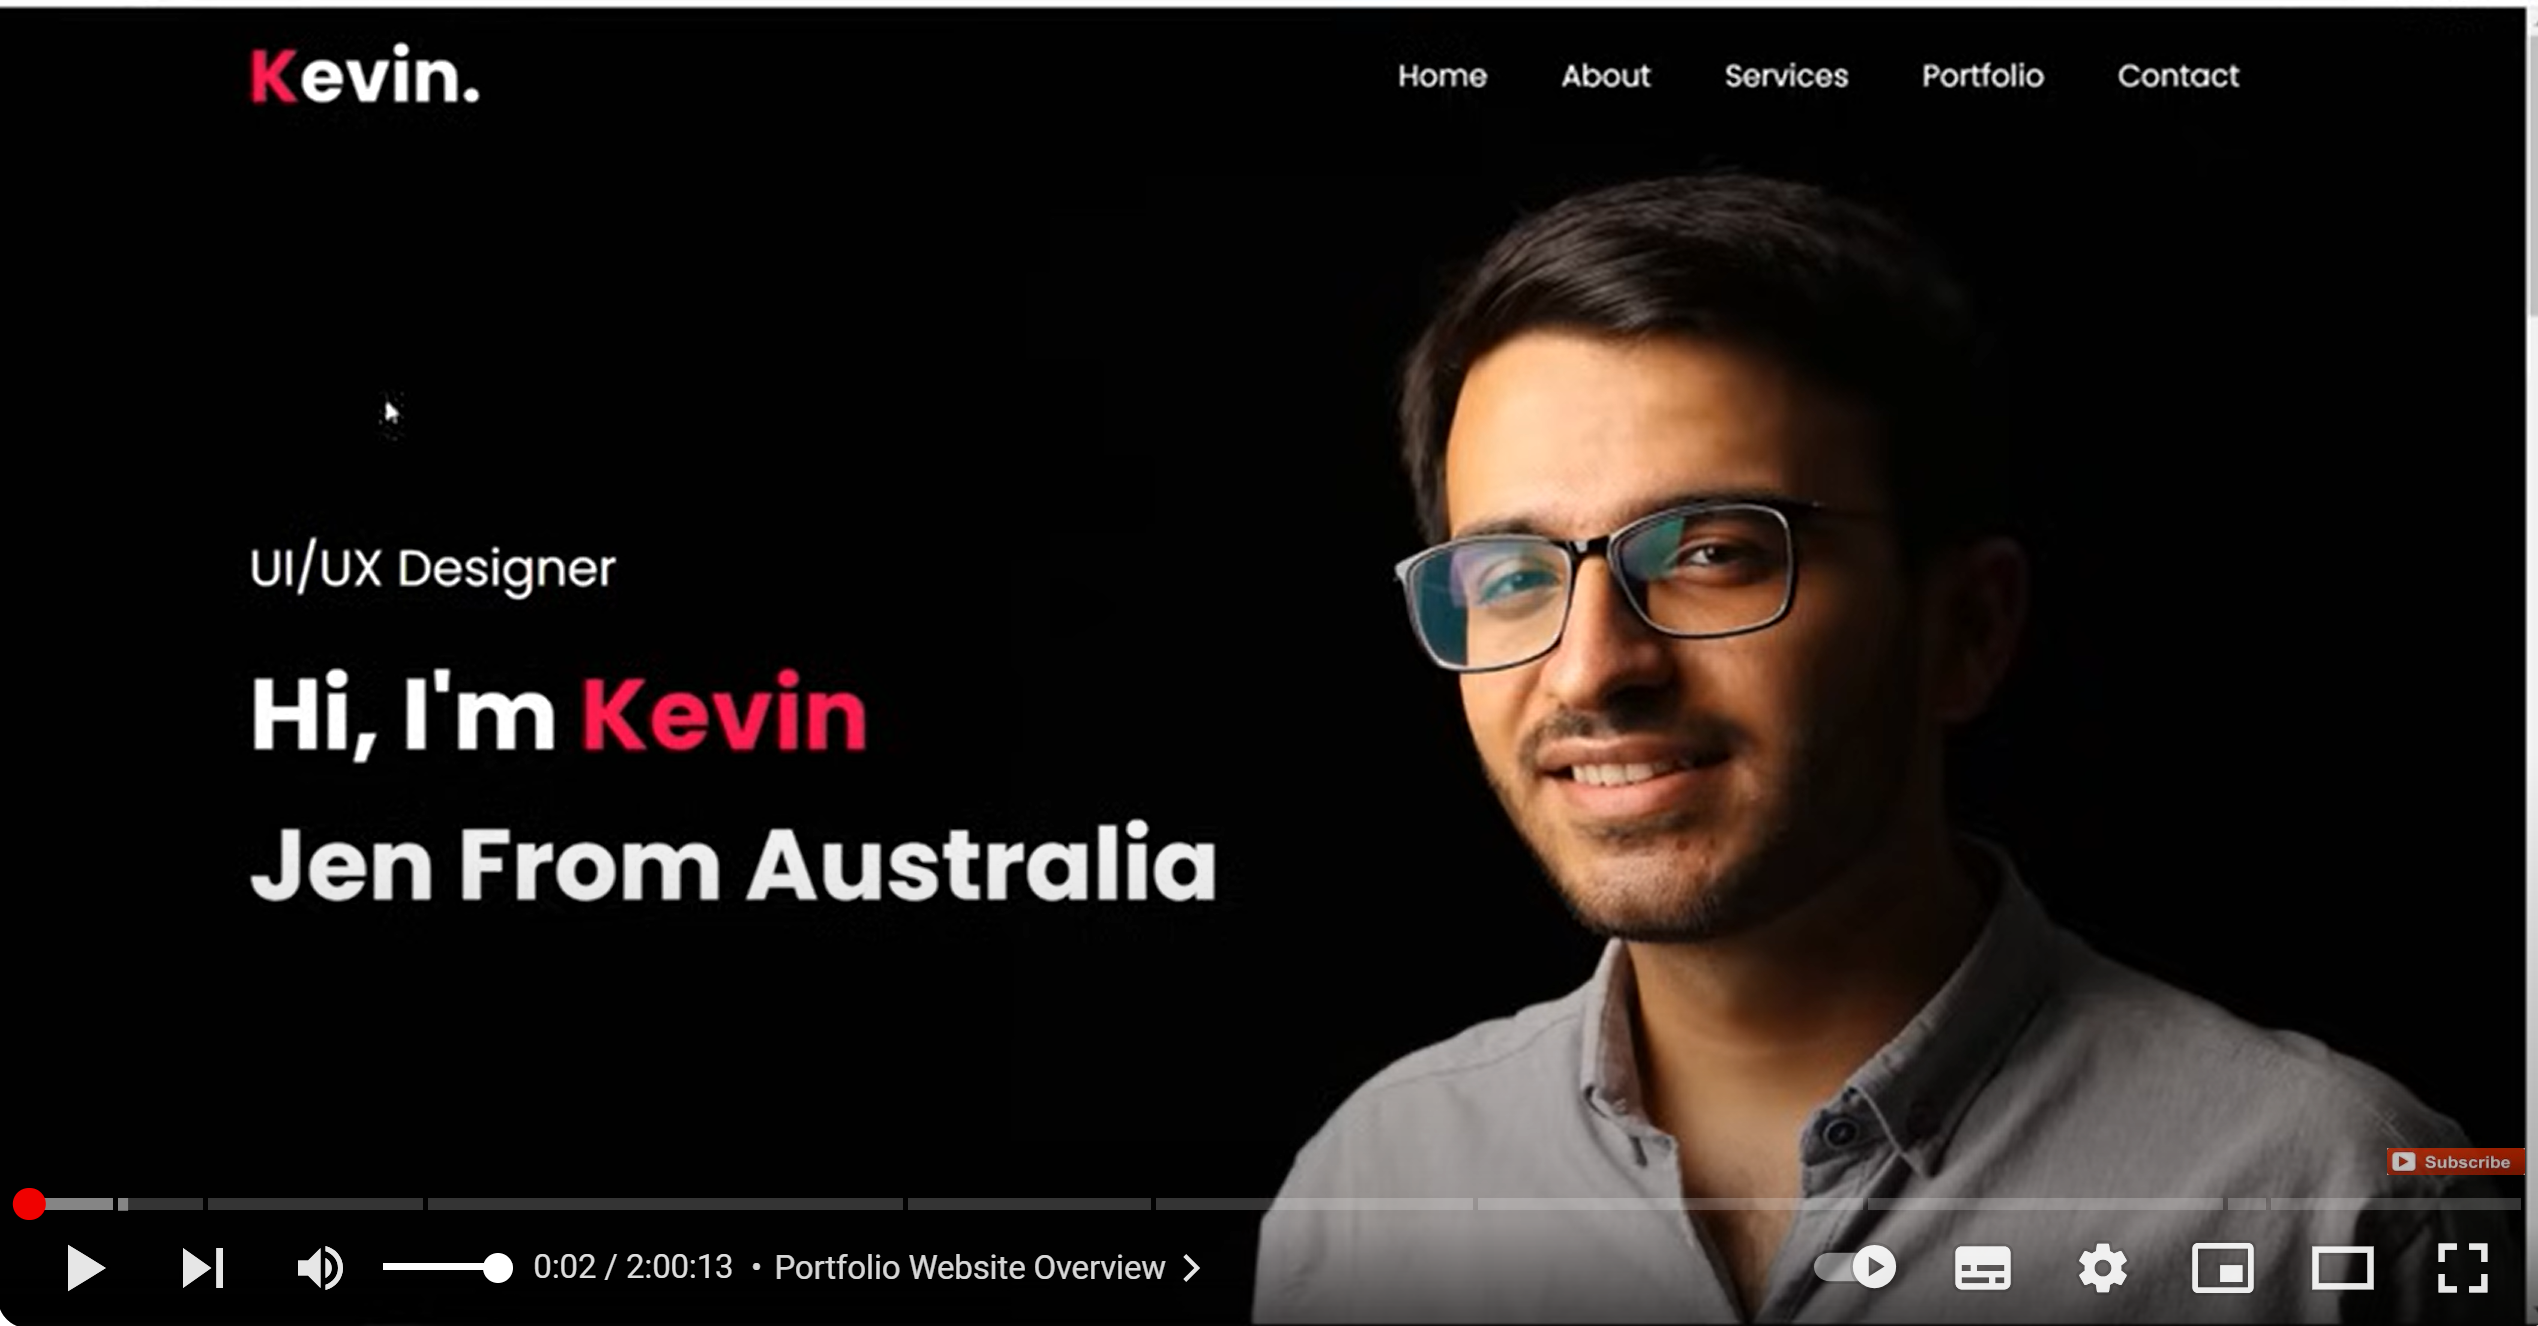 Kevin.
Home About Services Portfolio Contact
UI/UX Designer
Hi, I'm Kevin
Jen From Australia
Subscribe
0:02 / 2:00:13 • Portfolio Website Overview